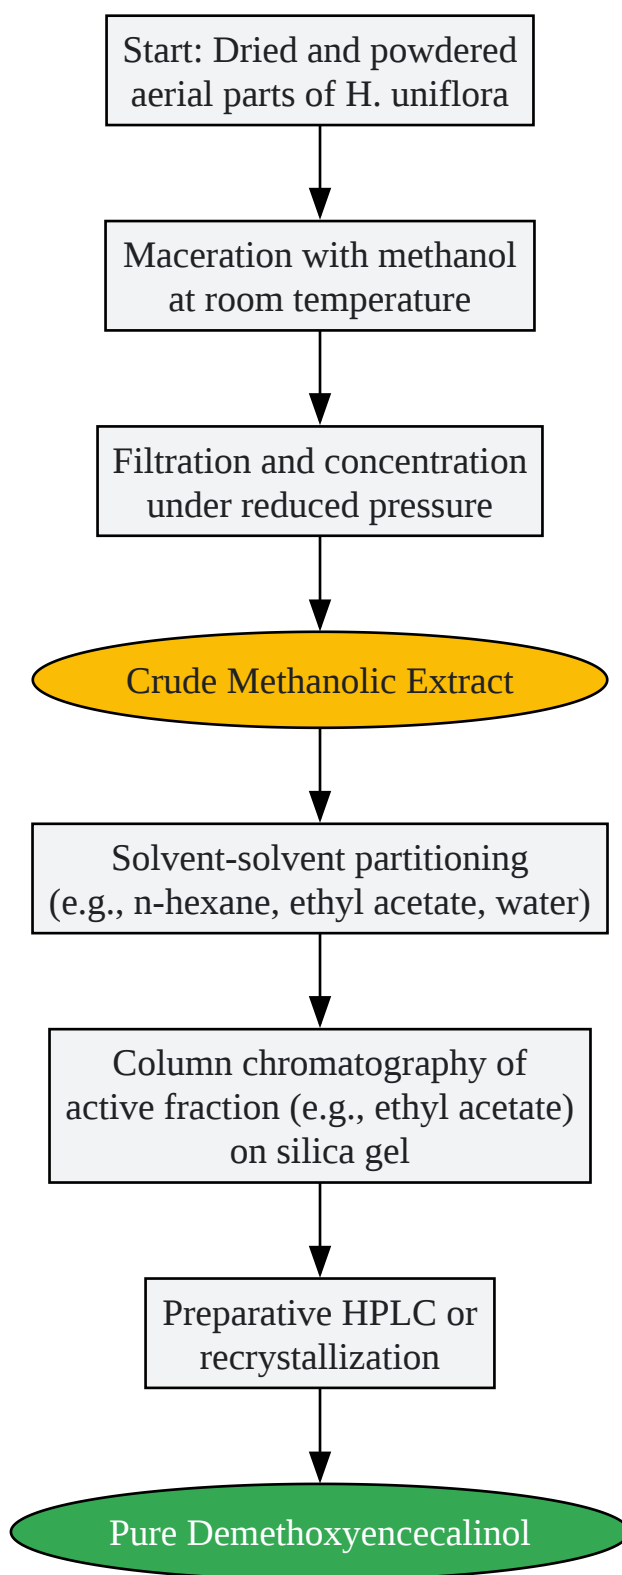 Start: Dried and powdered
aerial parts of H. uniflora
Maceration with methanol
at room temperature
Filtration and concentration
under reduced pressure
Crude Methanolic Extract
Solvent-solvent partitioning
(e.g., n-hexane, ethyl acetate, water)
Column chromatography of
active fraction (e.g., ethyl acetate)
on silica gel
Preparative HPLC or
recrystallization
Pure Demethoxyencecalinol